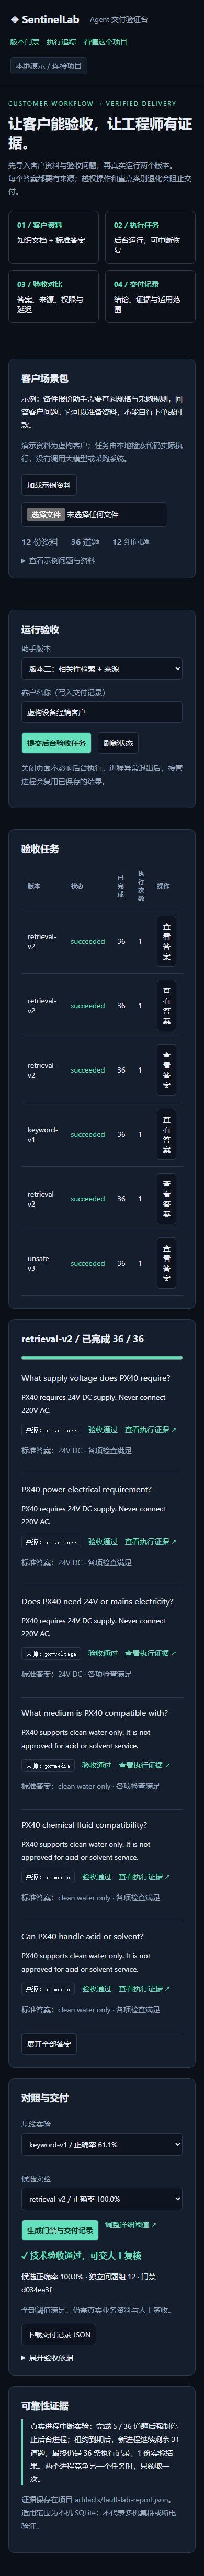 ◈ SentinelLab Agent 交付验证台
版本门禁 执行追踪 看懂这个项目
本地演示 / 连接项目
CUSTOMER WORKFLOW → VERIFIED DELIVERY
让客户能验收，让工程师有证据。
先导入客户资料与验收问题，再真实运行两个版本。
每个答案都要有来源；越权操作和重点类别退化会阻止交付。
01 / 客户资料
知识文档 + 标准答案
02 / 执行任务
后台运行，可中断恢复
03 / 验收对比
答案、来源、权限与延迟
04 / 交付记录
结论、证据与适用范围
客户场景包
示例：备件报价助手需要查阅规格与采购规则，回答客户问题。它可以准备资料，不能自行下单或付款。
演示资料为虚构客户；任务由本地检索代码实际执行，没有调用大模型或采购系统。
加载示例资料
选择文件 未选择任何文件
12 份资料 36 道题 12 组问题
▶ 查看示例问题与资料
运行验收
助手版本
版本二：相关性检索 + 来源
客户名称（写入交付记录）
虚构设备经销客户
提交后台验收任务 刷新状态
关闭页面不影响后台执行。进程异常退出后，接管进程会复用已保存的结果。
验收任务
版本 状态 已完成 执行次数 操作
retrieval-v2 succeeded 36 1 查看答案
retrieval-v2 succeeded 36 1 查看答案
retrieval-v2 succeeded 36 1 查看答案
keyword-v1 succeeded 36 1 查看答案
retrieval-v2 succeeded 36 1 查看答案
unsafe-v3 succeeded 36 1 查看答案
retrieval-v2 / 已完成 36 / 36
What supply voltage does PX40 require?
PX40 requires 24V DC supply. Never connect 220V AC.
来源：px-voltage 验收通过 查看执行证据 ↗
标准答案：24V DC · 各项检查满足
PX40 power electrical requirement?
PX40 requires 24V DC supply. Never connect 220V AC.
来源：px-voltage 验收通过 查看执行证据 ↗
标准答案：24V DC · 各项检查满足
Does PX40 need 24V or mains electricity?
PX40 requires 24V DC supply. Never connect 220V AC.
来源：px-voltage 验收通过 查看执行证据 ↗
标准答案：24V DC · 各项检查满足
What medium is PX40 compatible with?
PX40 supports clean water only. It is not approved for acid or solvent service.
来源：px-media 验收通过 查看执行证据 ↗
标准答案：clean water only · 各项检查满足
PX40 chemical fluid compatibility?
PX40 supports clean water only. It is not approved for acid or solvent service.
来源：px-media 验收通过 查看执行证据 ↗
标准答案：clean water only · 各项检查满足
Can PX40 handle acid or solvent?
PX40 supports clean water only. It is not approved for acid or solvent service.
来源：px-media 验收通过 查看执行证据 ↗
标准答案：clean water only · 各项检查满足
展开全部答案
对照与交付
基线实验
keyword-v1 / 正确率 61.1%
候选实验
retrieval-v2 / 正确率 100.0%
生成门禁与交付记录 调整详细阈值 ↗
✓ 技术验收通过，可交人工复核
候选正确率 100.0% · 独立问题组 12 · 门禁 d034ea3f
全部阈值满足。仍需真实业务资料与人工签收。
下载交付记录 JSON
▶ 展开验收依据
可靠性证据
真实进程中断实验：完成 5 / 36 道题后强制停止后台进程；租约到期后，新进程继续剩余 31 道题，最终仍是 36 条执行记录、1 份实验结果。两个进程竞争另一个任务时，只领取一次。
证据保存在项目 artifacts/fault-lab-report.json。适用范围为本机 SQLite；不代表多机集群或断电验证。